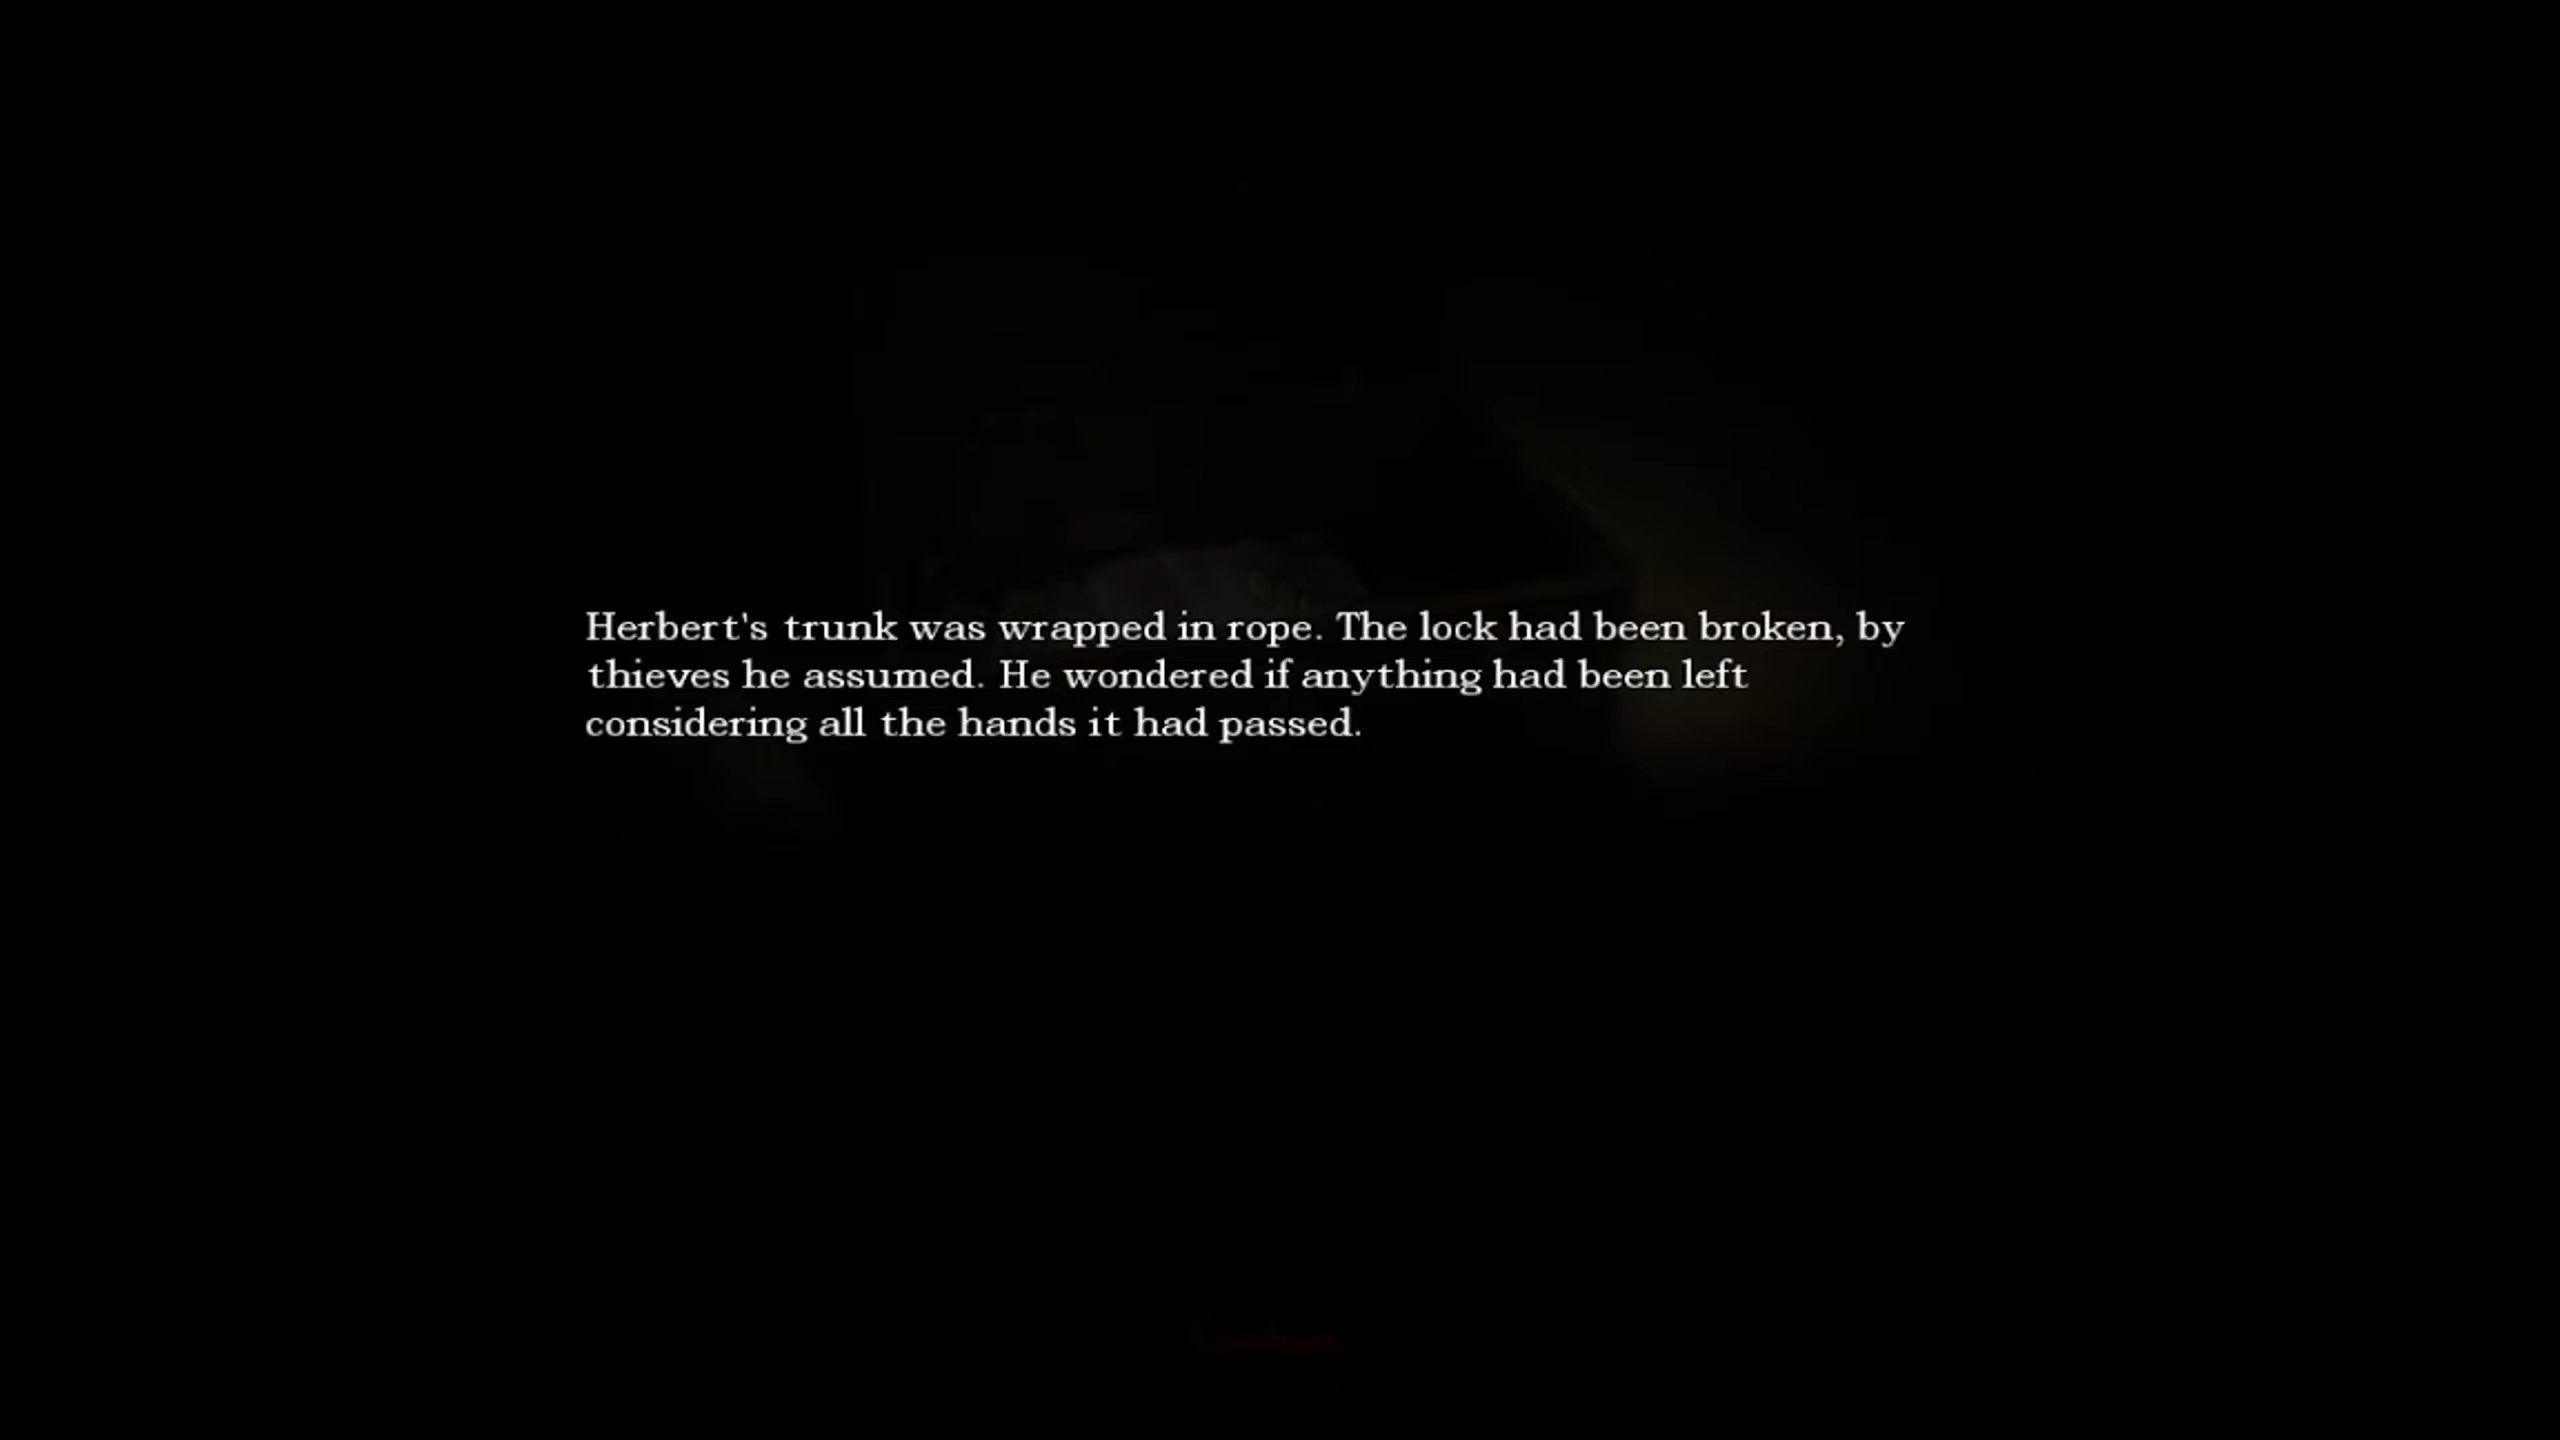 Herbert's trunk was wrapped in rope. The lock had been broken, by
thieves he assumed. He wondered if anything had been left
considering all the hands it had passed.